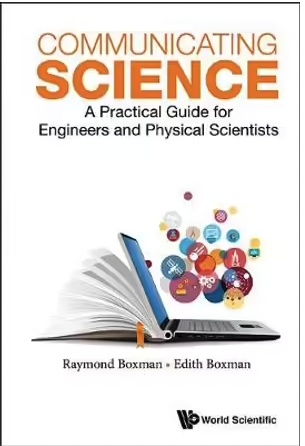 COMMUNICATING
SCIENCE
A Practical Guide for
Engineers and Physical Scientists
Raymond Boxman • Edith Boxman
World Scientific